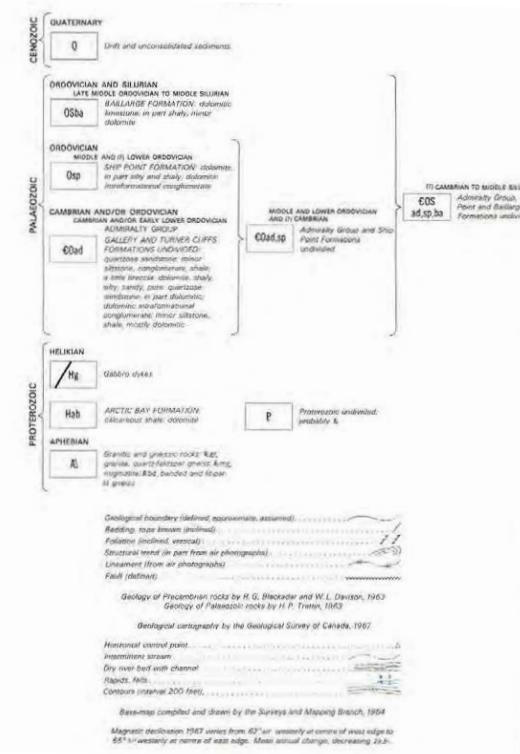 CENOZOIC
QUATERNARY
Q
Drift and unconsolidated sediments
PALAEOZOIC
ORDOVICIAN AND SILURIAN
LATE MIDDLE ORDOVICIAN TO MIDDLE SILURIAN
OSba
BAILLARGE FORMATION: dolomitic
limestone, in part shaly; minor
dolomite
ORDOVICIAN
MIDDLE AND (?) LOWER ORDOVICIAN
Osp
SHIP POINT FORMATION: dolomite,
in part silty and shaly; dolomitic
intraformational conglomerate
CAMBRIAN AND/OR ORDOVICIAN
CAMBRIAN AND/OR EARLY LOWER ORDOVICIAN
ADMIRALTY GROUP
ЄOad
GALLERY AND TURNER CLIFFS
FORMATIONS UNDIVIDED:
quartzose sandstone; minor
siltstone, conglomerate, shale;
a little breccia; dolomite, shaly,
silty, sandy, pure; quartzose
sandstone, in part dolomitic;
dolomitic intraformational
conglomerate; minor siltstone,
shale, mostly dolomitic
MIDDLE AND LOWER ORDOVICIAN
AND (?) CAMBRIAN
ЄOad,sp
Admiralty Group and Ship
Point Formations
undivided
(?) CAMBRIAN TO MIDDLE
ЄOS
ad,sp,ba
Admiralty Group,
Point and Baillarge
Formations
PROTEROZOIC
HELIKIAN
Hg
Gabbro dykes
Hab
ARCTIC BAY FORMATION:
calcareous shale; dolomite
P
Proterozoic undivided;
probably
APHEBIAN
Granitic and gneissic rocks:
granite, quartz-feldspar gneiss;
migmatite; banded and
gneiss
Geological boundary (defined, approximate, assumed)
Bedding, tops known (inclined)
Foliation (inclined, vertical)
Structural trend (in part from air photographs)
Lineament (from air photographs)
Fault (defined)
Geology of Precambrian rocks by R. G. Blackadar and W. L. Davison, 1963
Geology of Palaeozoic rocks by H. P. Trettin, 1963
Geological cartography by the Geological Survey of Canada, 1967
Horizontal control point
Intermittent stream
Dry river bed with channel
Rapids, falls
Contours (interval 200 feet)
Base-map compiled and drawn by the Surveys and Mapping Branch, 1964
Magnetic declination 1967 varies from westerly at centre of west edge to
westerly at centre of east edge. Mean annual change, decreasing